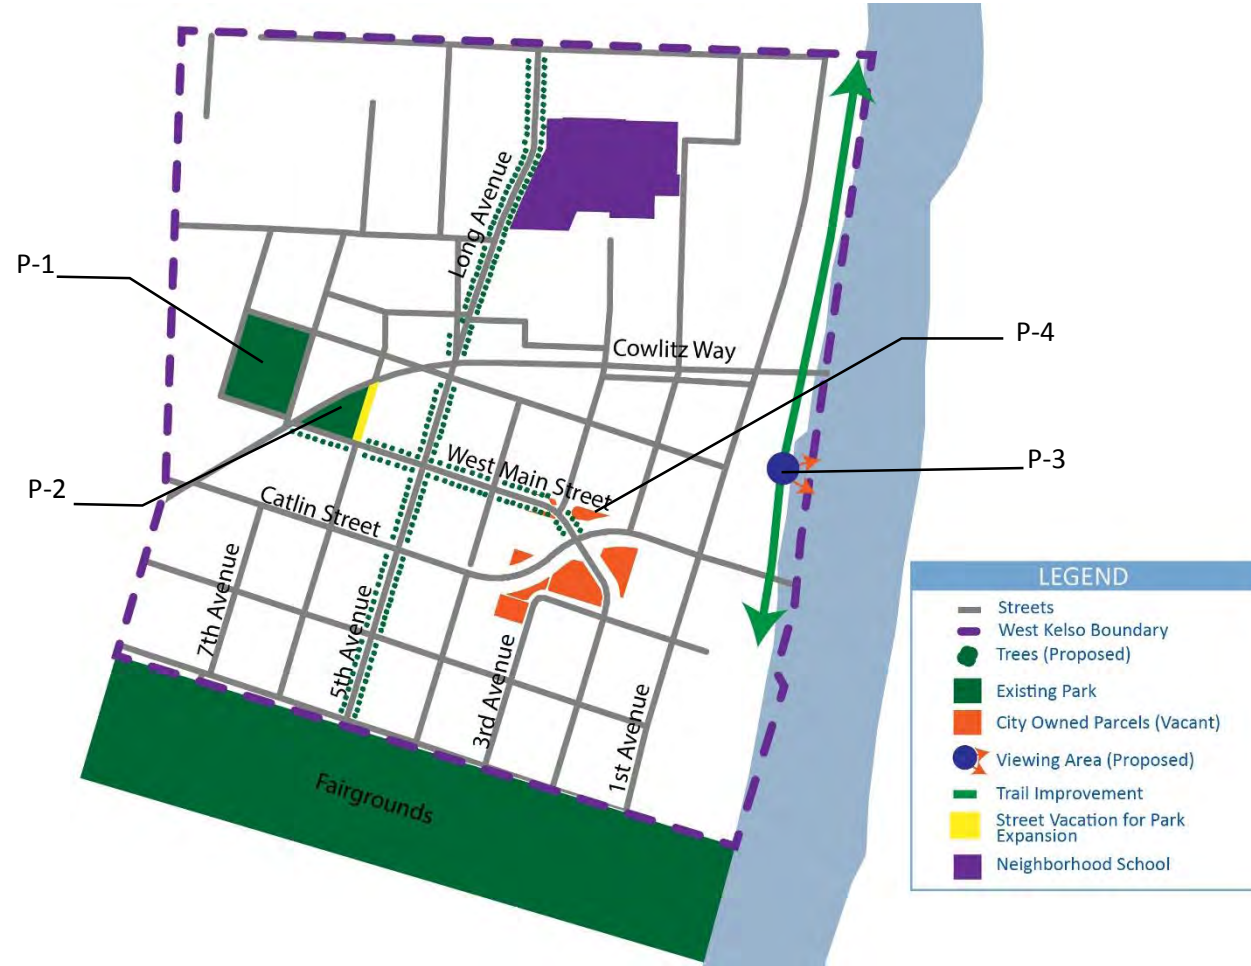 Long Avenue
P-1
P-4
Cowlitz Way
P-3
West Main Street
P-2
Catlin Street
7th Avenue
5th Avenue
3rd Avenue
1st Avenue
Fairgrounds
LEGEND
Streets
West Kelso Boundary
Trees (Proposed)
Existing Park
City Owned Parcels (Vacant)
Viewing Area (Proposed)
Trail Improvement
Street Vacation for Park
Expansion
Neighborhood School